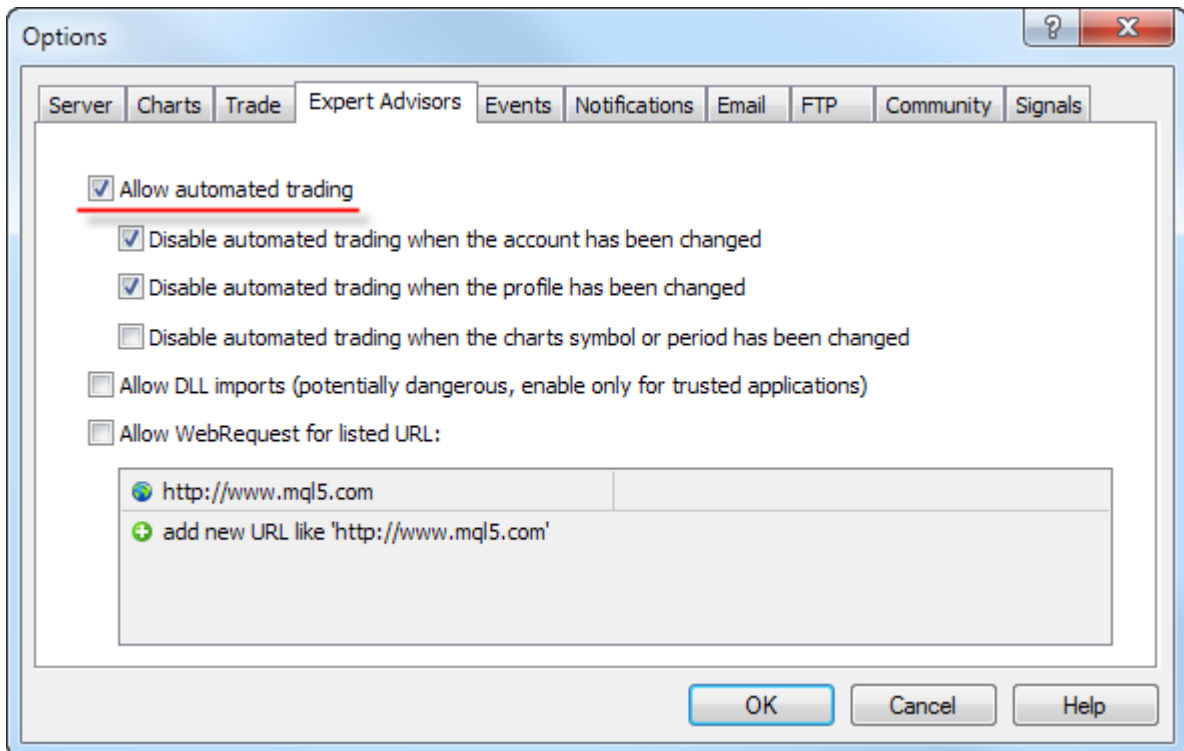 Options
Server Charts Trade Expert Advisors Events Notifications Email FTP Community Signals
Allow automated trading
Disable automated trading when the account has been changed
Disable automated trading when the profile has been changed
Disable automated trading when the charts symbol or period has been changed
Allow DLL imports (potentially dangerous, enable only for trusted applications)
Allow WebRequest for listed URL:
http://www.mql5.com
add new URL like 'http://www.mql5.com'
OK Cancel Help